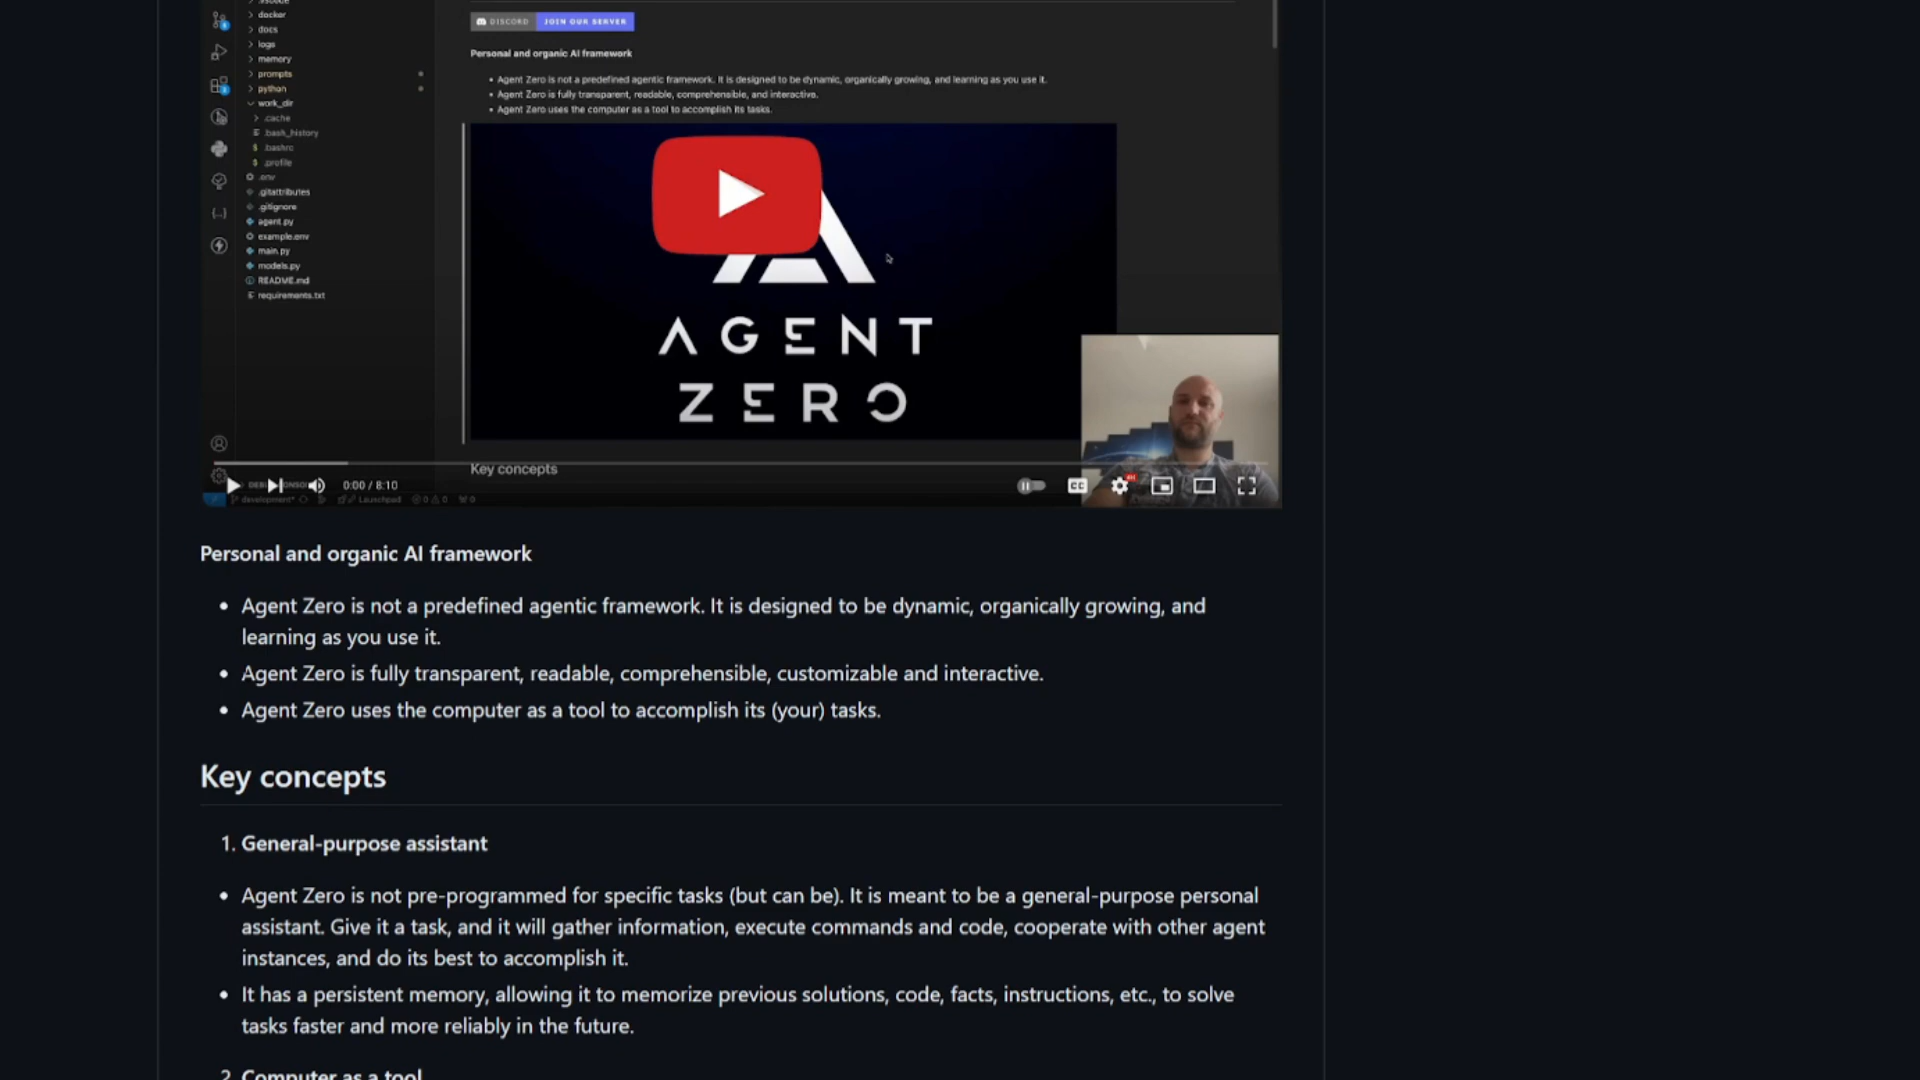 docker
docs
logs
memory
prompts
python
work_dir
.cache
.bash_history
.bashrc
.profile
.env
.gitattributes
.gitignore
agent.py
example.env
main.py
models.py
README.md
requirements.txt
DISCORD JOIN OUR SERVER
Personal and organic AI framework
• Agent Zero is not a predefined agentic framework. It is designed to be dynamic, organically growing, and learning as you use it.
• Agent Zero is fully transparent, readable, comprehensible, and interactive.
• Agent Zero uses the computer as a tool to accomplish its tasks.
AGENT
ZERO
Key concepts
0:00 / 8:10
CC
development*
Launchpad
Personal and organic AI framework
• Agent Zero is not a predefined agentic framework. It is designed to be dynamic, organically growing, and
learning as you use it.
• Agent Zero is fully transparent, readable, comprehensible, customizable and interactive.
• Agent Zero uses the computer as a tool to accomplish its (your) tasks.
Key concepts
1. General-purpose assistant
• Agent Zero is not pre-programmed for specific tasks (but can be). It is meant to be a general-purpose personal
assistant. Give it a task, and it will gather information, execute commands and code, cooperate with other agent
instances, and do its best to accomplish it.
• It has a persistent memory, allowing it to memorize previous solutions, code, facts, instructions, etc., to solve
tasks faster and more reliably in the future.
2. Computer as a tool